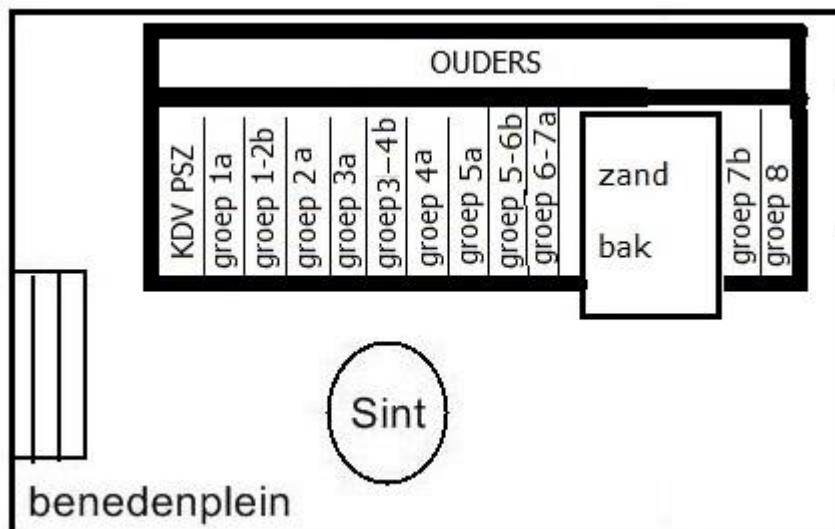 OUDERS
KDV PSZ
groep 1a
groep 1-2b
groep 2a
groep 3a
groep3-4b
groep 4a
groep 5a
groep 5-6b
groep 6-7a
zand
bak
groep 7b
groep 8
Sint
benedenplein